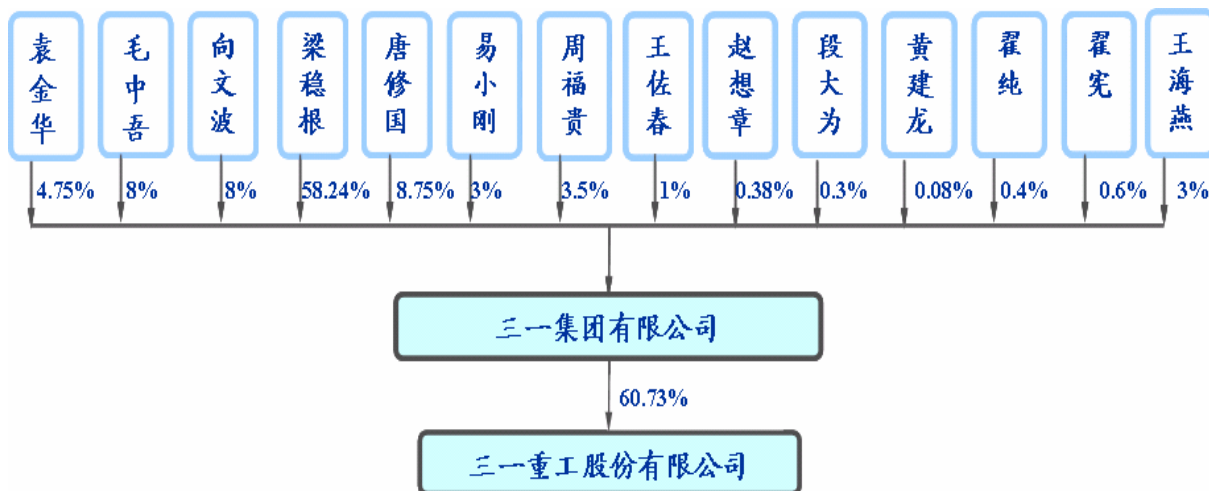 袁金华
毛中吾
向文波
梁稳根
唐修国
易小刚
周福贵
王佐春
赵想章
段大为
黄建龙
翟纯
翟宪
王海燕
4.75%
8%
8%
58.24%
8.75%
3%
3.5%
1%
0.38%
0.3%
0.08%
0.4%
0.6%
3%
三一集团有限公司
60.73%
三一重工股份有限公司